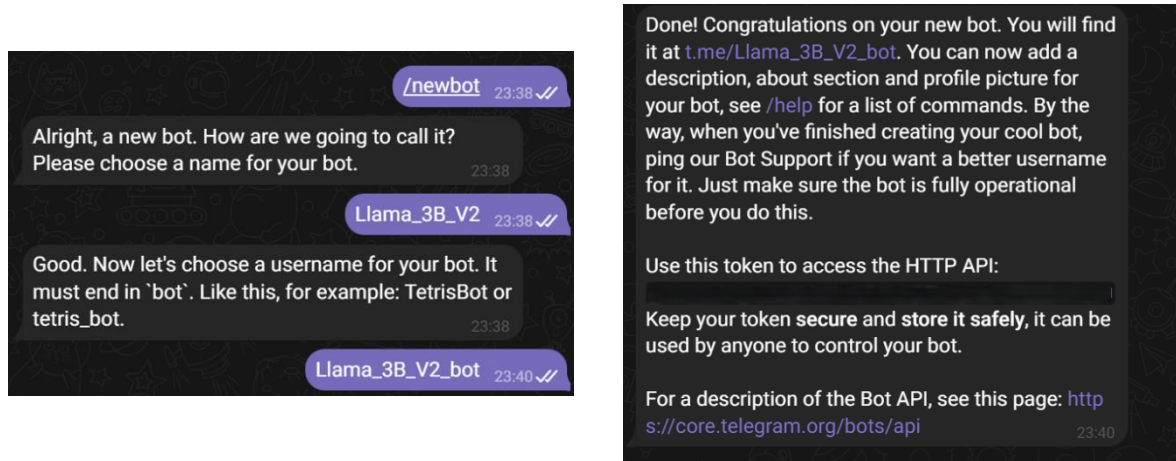 /newbot 23:38
Alright, a new bot. How are we going to call it?
Please choose a name for your bot.
23:38
Llama_3B_V2 23:38
Good. Now let's choose a username for your bot. It
must end in `bot`. Like this, for example: TetrisBot or
tetris_bot.
23:38
Llama_3B_V2_bot 23:40
Done! Congratulations on your new bot. You will find
it at t.me/Llama_3B_V2_bot. You can now add a
description, about section and profile picture for
your bot, see /help for a list of commands. By the
way, when you've finished creating your cool bot,
ping our Bot Support if you want a better username
for it. Just make sure the bot is fully operational
before you do this.
Use this token to access the HTTP API:
Keep your token secure and store it safely, it can be
used by anyone to control your bot.
For a description of the Bot API, see this page: http
s://core.telegram.org/bots/api
23:40